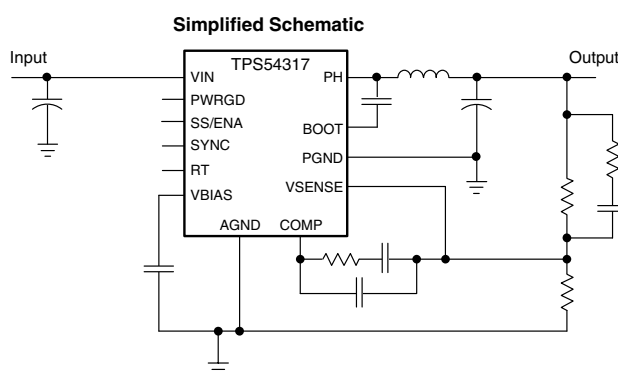 Simplified Schematic
Input
TPS54317
Output
VIN
PH
PWRGD
SS/ENA
BOOT
SYNC
PGND
RT
VSENSE
VBIAS
AGND
COMP